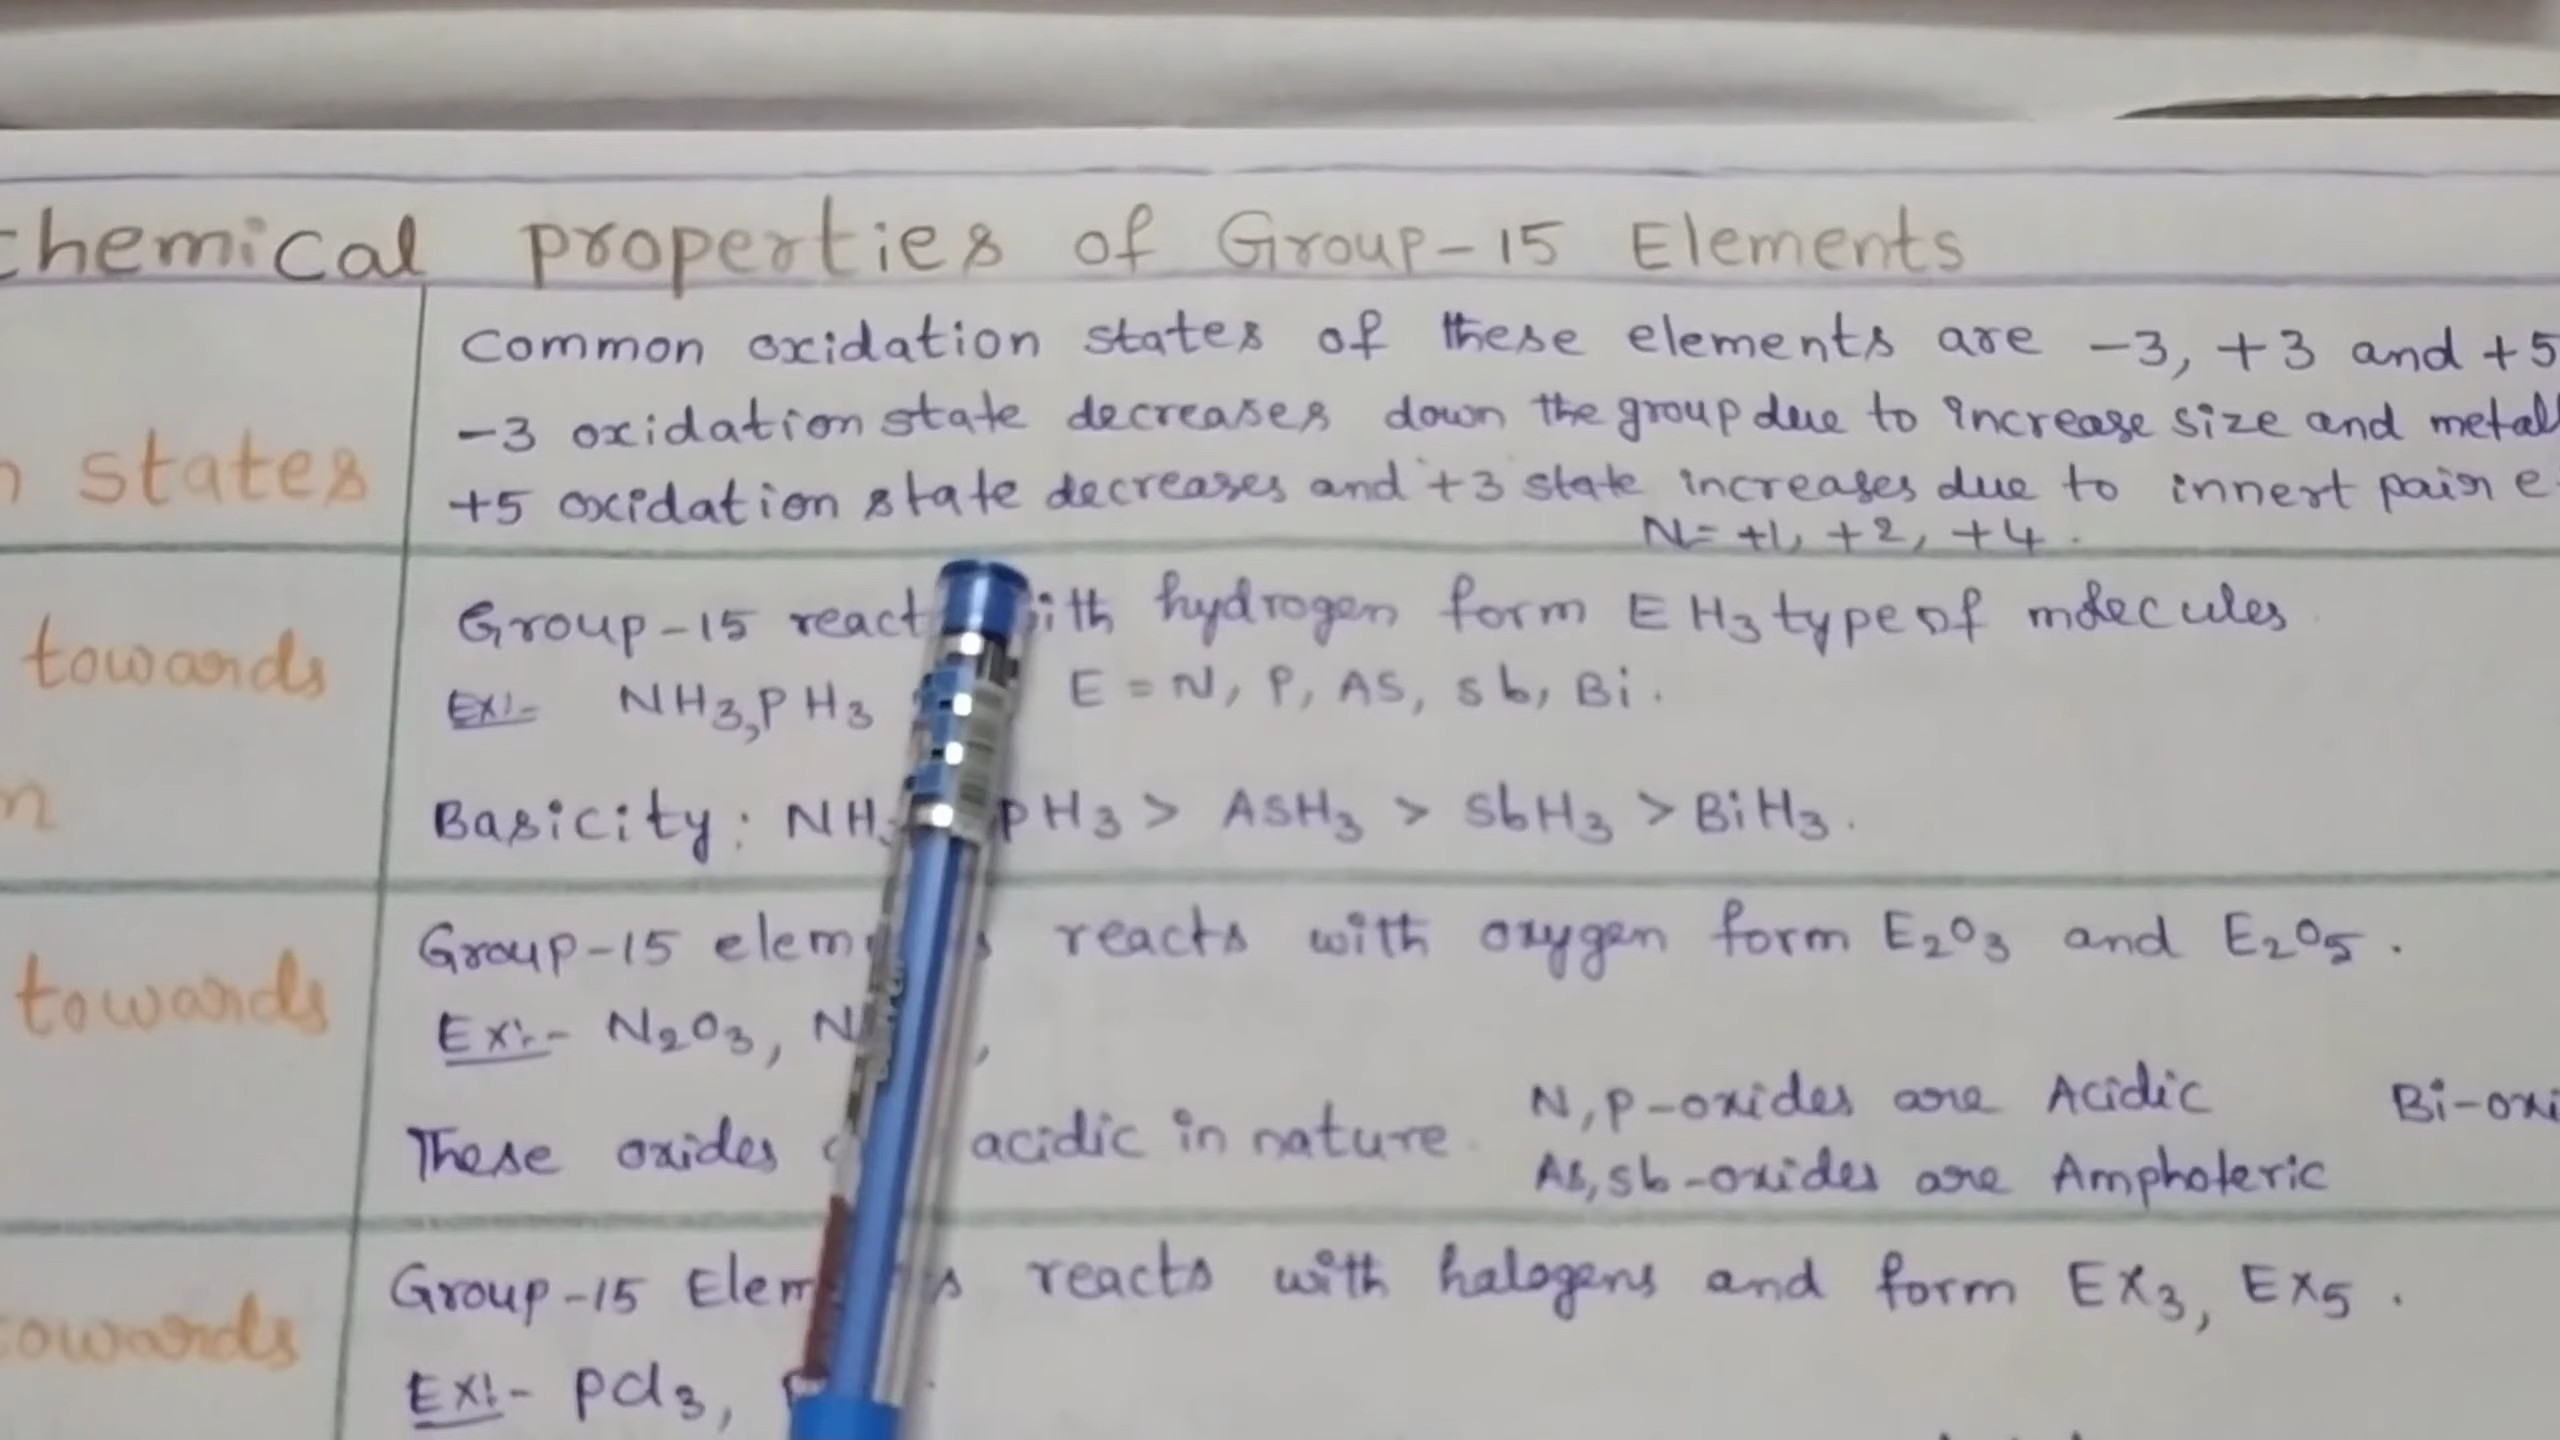 chemical properties of Group-15 Elements
states
Common oxidation states of these elements are -3, +3 and +5
-3 oxidation state decreases down the group due to increase size and metall
+5 oxidation state decreases and +3 state increases due to innert pair e
N= +1, +2, +4.
towards
Group-15 react with hydrogen form EH3 type of molecules
Ex:- NH3, PH3 E = N, P, As, Sb, Bi.
n
Basicity: NH3 PH3 > AsH3 > SbH3 > BiH3.
towards
Group-15 elem s reacts with oxygen form E2O3 and E2O5.
Ex:- N2O3, N ,
These oxides acidic in nature
N, P-oxides are Acidic Bi-oxi
As, Sb-oxides are Amphoteric
towards
Group-15 Elem s reacts with halogens and form EX3, EX5.
Ex:- PCl3, P